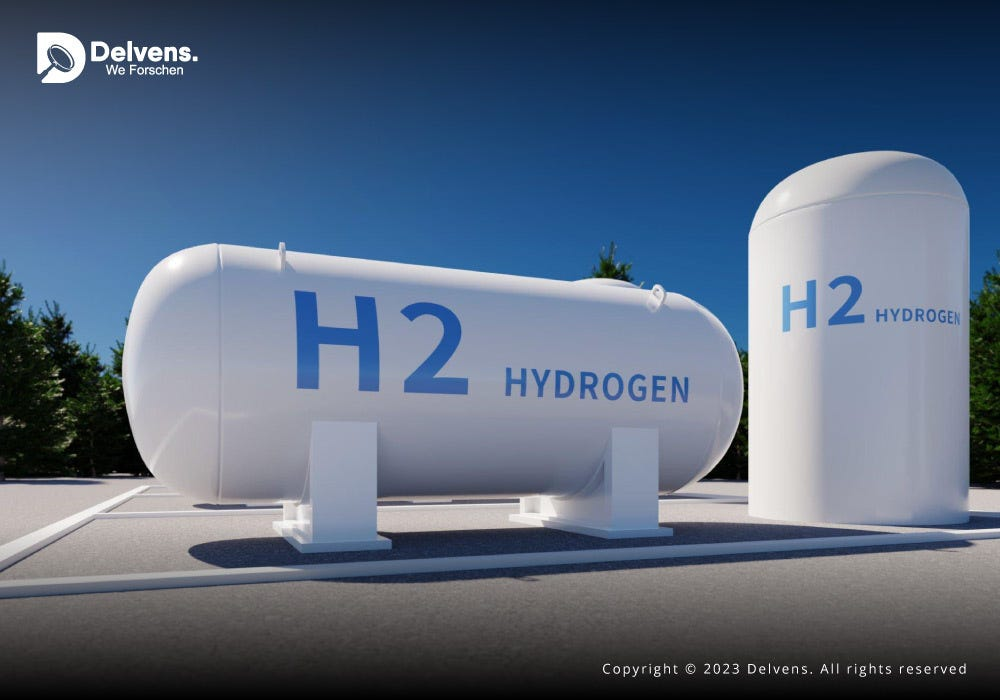 Delvens.
We Forschen
H2 HYDROGEN
H2 HYDROGEN
Copyright © 2023 Delvens. All rights reserved